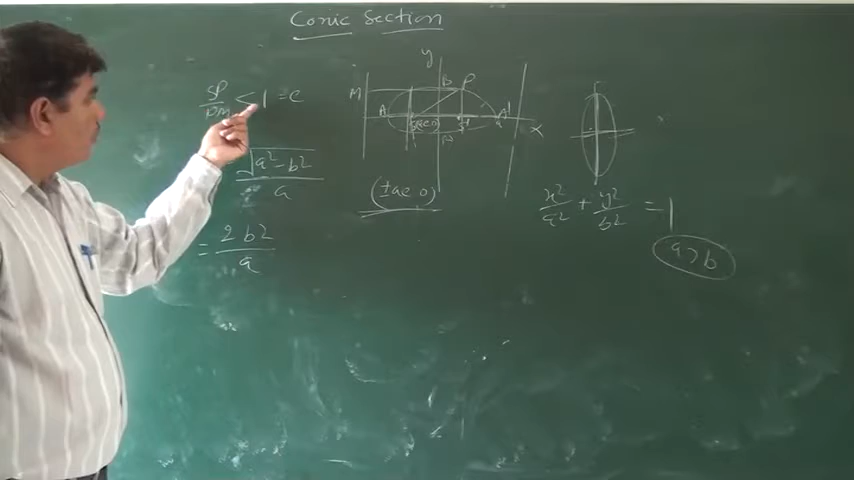 Conic Section
SP/PM < 1 = e
√a²-b² / a
= 2b²/a
y
M
B
P
A
A'
x
(±ae, 0)
x²/a² + y²/b² = 1
a > b